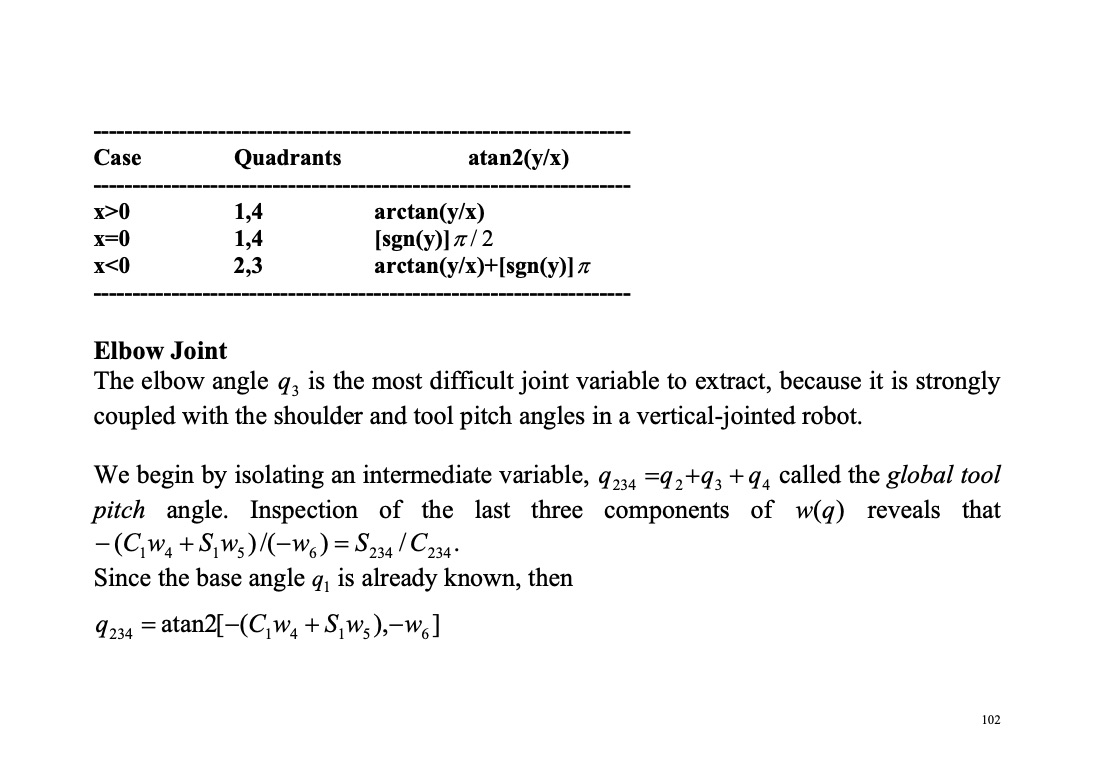 ---------------------------------------------------------------------
Case Quadrants atan2(y/x)
---------------------------------------------------------------------
x>0 1,4 arctan(y/x)
x=0 1,4 [sgn(y)] π / 2
x<0 2,3 arctan(y/x)+[sgn(y)] π
---------------------------------------------------------------------
Elbow Joint
The elbow angle q₃ is the most difficult joint variable to extract, because it is strongly
coupled with the shoulder and tool pitch angles in a vertical-jointed robot.
We begin by isolating an intermediate variable, q₂₃₄ =q₂+q₃ +q₄ called the global tool
pitch angle. Inspection of the last three components of w(q) reveals that
−(C₁w₄ + S₁w₅)/(−w₆) = S₂₃₄ / C₂₃₄.
Since the base angle q₁ is already known, then
q₂₃₄ = atan2[−(C₁w₄ + S₁w₅),−w₆]
102